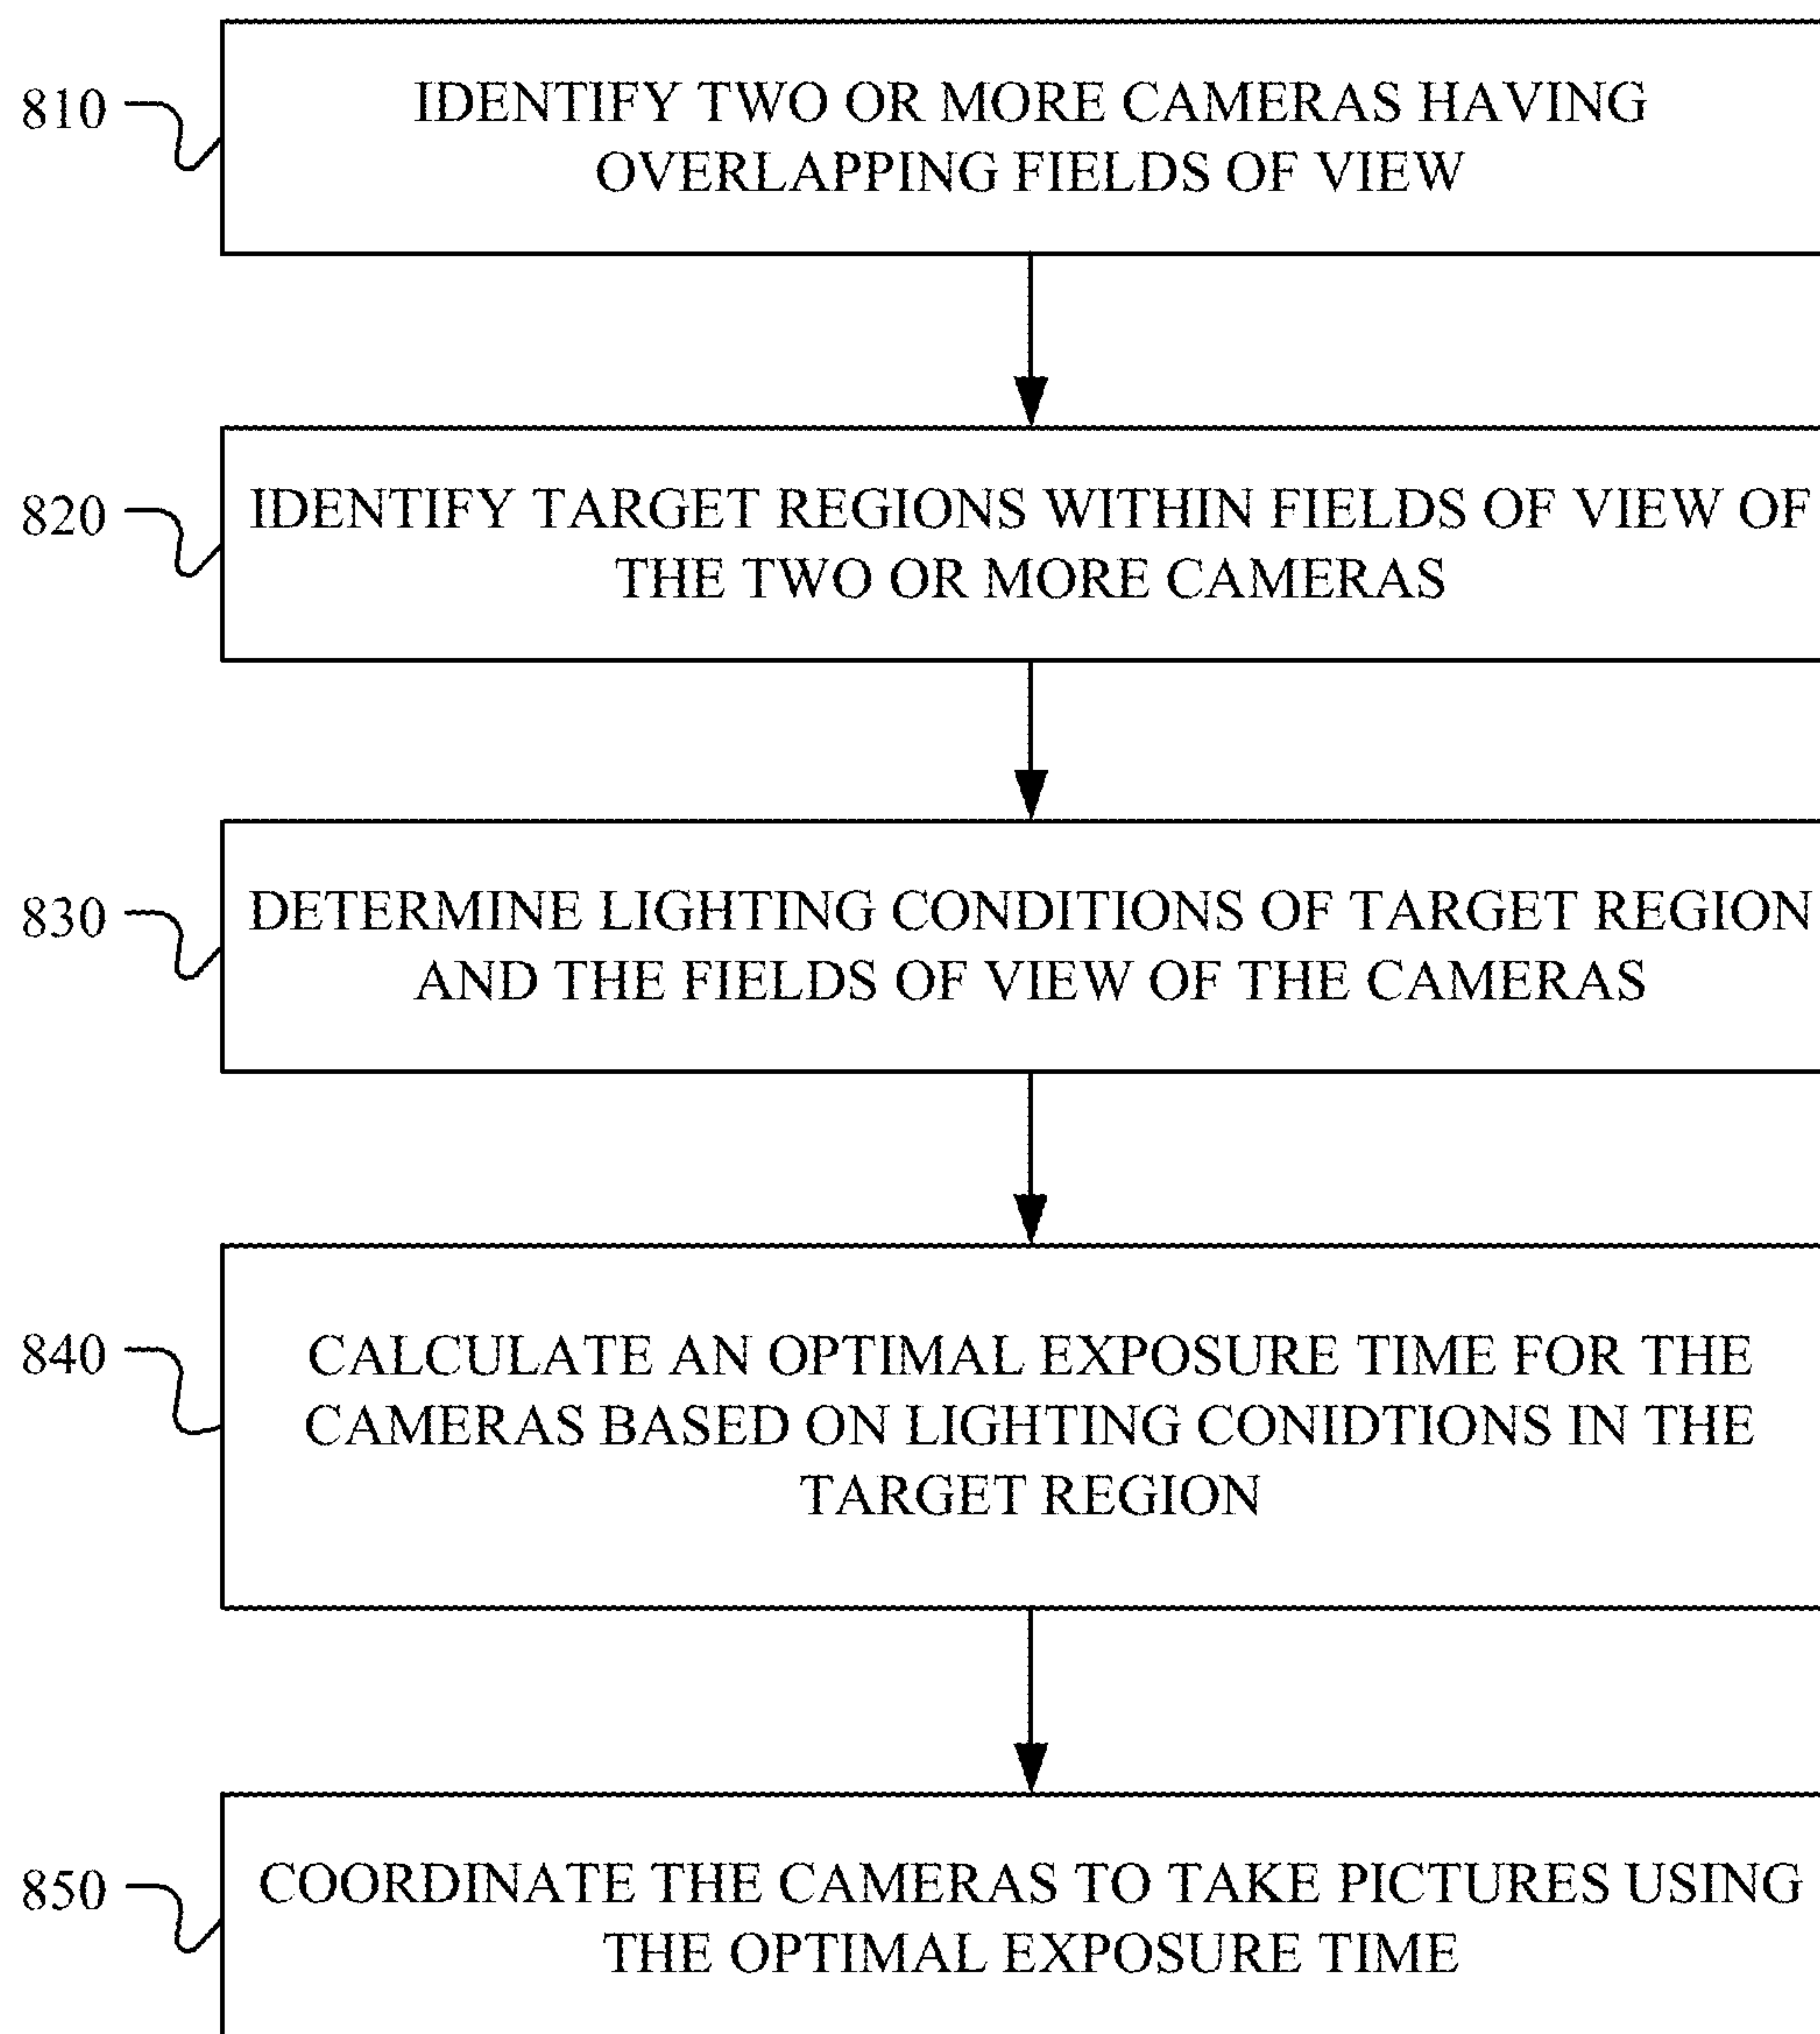 810
IDENTIFY TWO OR MORE CAMERAS HAVING
OVERLAPPING FIELDS OF VIEW
820
IDENTIFY TARGET REGIONS WITHIN FIELDS OF VIEW OF
THE TWO OR MORE CAMERAS
830
DETERMINE LIGHTING CONDITIONS OF TARGET REGION
AND THE FIELDS OF VIEW OF THE CAMERAS
840
CALCULATE AN OPTIMAL EXPOSURE TIME FOR THE
CAMERAS BASED ON LIGHTING CONIDTIONS IN THE
TARGET REGION
850
COORDINATE THE CAMERAS TO TAKE PICTURES USING
THE OPTIMAL EXPOSURE TIME